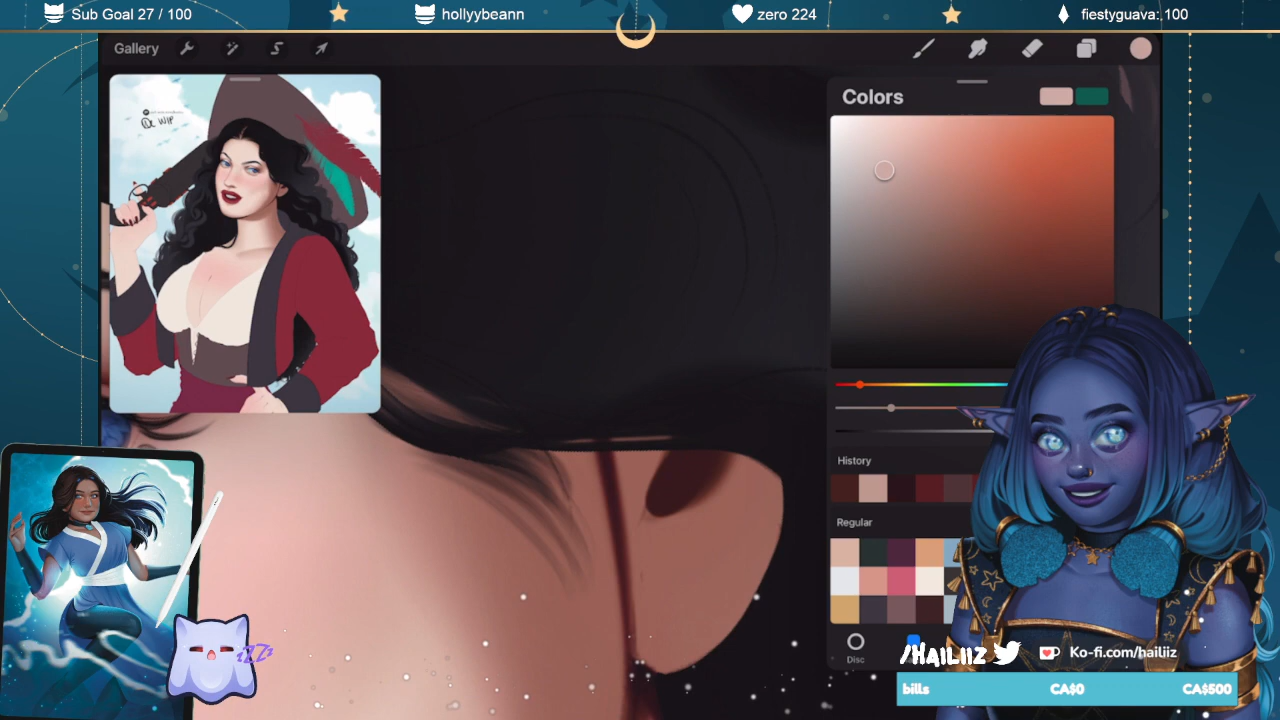 Sub Goal 27 / 100
hollyybeann
zero 224
fiestyguava: 100
Gallery
Colors
WIP
History
Regular
Disc
zZZ
/HAiLiiZ
Ko-fi.com/hailiiz
bills CA$0 CA$500